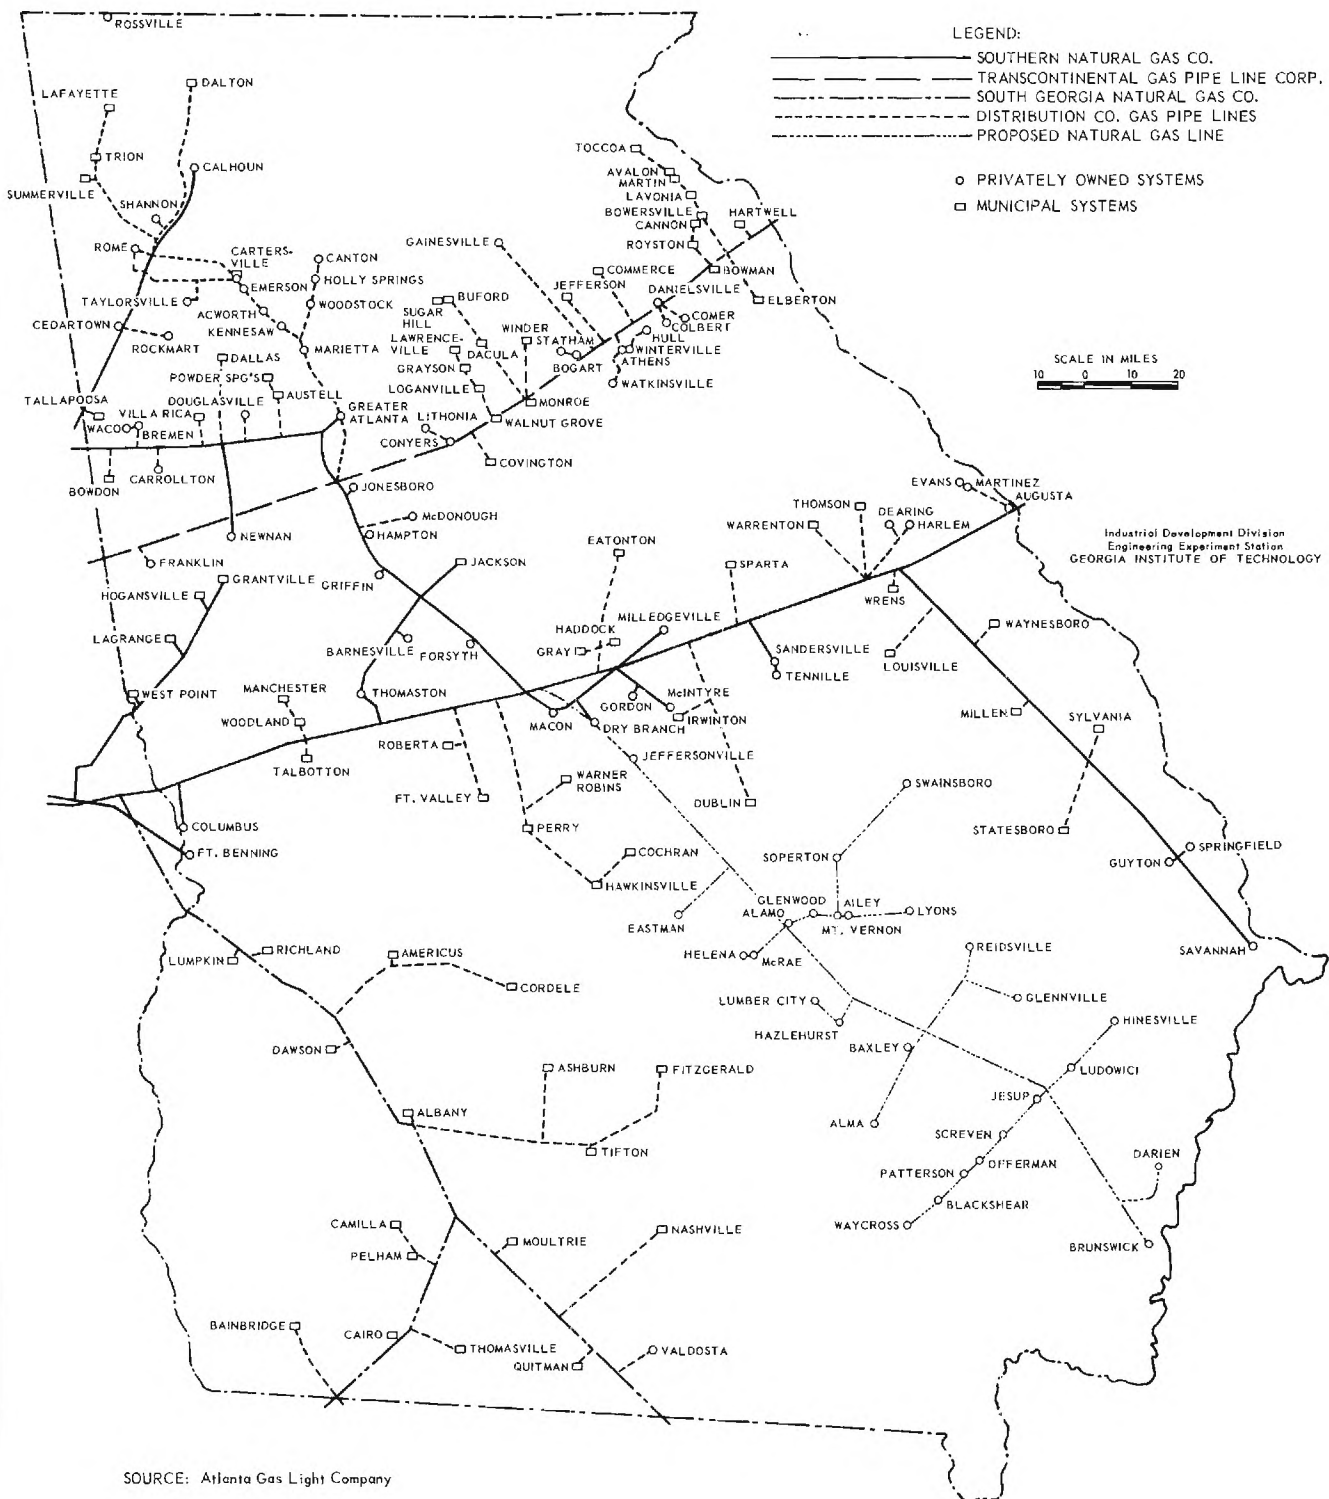 ROSSVILLE
LEGEND:
SOUTHERN NATURAL GAS CO.
TRANSCONTINENTAL GAS PIPE LINE CORP.
SOUTH GEORGIA NATURAL GAS CO.
DISTRIBUTION CO. GAS PIPE LINES
PROPOSED NATURAL GAS LINE
PRIVATELY OWNED SYSTEMS
MUNICIPAL SYSTEMS
DALTON
LAFAYETTE
TRION
CALHOUN
SUMMERVILLE
SHANNON
ROME
CARTERS-
VILLE
CANTON
EMERSON
HOLLY SPRINGS
TAYLORSVILLE
ACWORTH
WOODSTOCK
CEDARTOWN
KENNESAW
ROCKMART
MARIETTA
DALLAS
POWDER SPG'S
TALLAPOOSA
DOUGLASVILLE
AUSTELL
VILLA RICA
WACO
BREMEN
GREATER
ATLANTA
BOWDON
CARROLLTON
TOCCOA
AVALON
MARTIN
LAVONIA
BOWERSVILLE
CANNON
HARTWELL
ROYSTON
BOWMAN
ELBERTON
GAINESVILLE
COMMERCE
JEFFERSON
DANIELSVILLE
COMER
COLBERT
HULL
BUFORD
SUGAR
HILL
WINDER
STATHAM
LAWRENCE-
VILLE
DACULA
WINTERVILLE
ATHENS
BOGART
GRAYSON
WATKINSVILLE
LOGANVILLE
MONROE
LITHONIA
WALNUT GROVE
CONYERS
COVINGTON
SCALE IN MILES
10 0 10 20
JONESBORO
McDONOUGH
HAMPTON
NEWNAN
FRANKLIN
GRIFFIN
GRANTVILLE
HOGANSVILLE
JACKSON
LAGRANGE
BARNESVILLE
FORSYTH
WEST POINT
THOMASTON
MANCHESTER
WOODLAND
TALBOTTON
EATONTON
MILLEDGEVILLE
HADDOCK
GRAY
SPARTA
THOMSON
WARRENTON
DEARING
HARLEM
EVANS
MARTINEZ
AUGUSTA
Industrial Development Division
Engineering Experiment Station
GEORGIA INSTITUTE OF TECHNOLOGY
WRENS
WAYNESBORO
LOUISVILLE
SANDERSVILLE
TENNILLE
GORDON
McINTYRE
IRWINTON
MACON
DRY BRANCH
MILLEN
SYLVANIA
ROBERTA
JEFFERSONVILLE
FT. VALLEY
WARNER
ROBINS
DUBLIN
SWAINSBORO
COLUMBUS
FT. BENNING
PERRY
COCHRAN
HAWKINSVILLE
STATESBORO
SPRINGFIELD
GUYTON
SOPERTON
GLENWOOD
AILEY
ALAMO
LYONS
MT. VERNON
EASTMAN
HELENA
McRAE
REIDSVILLE
SAVANNAH
LUMPKIN
RICHLAND
AMERICUS
CORDELE
LUMBER CITY
GLENNVILLE
HAZLEHURST
HINESVILLE
DAWSON
BAXLEY
ASHBURN
FITZGERALD
LUDOWICI
JESUP
ALBANY
ALMA
SCREVEN
TIFTON
DARIEN
OFFERMAN
PATTERSON
BLACKSHEAR
WAYCROSS
CAMILLA
NASHVILLE
PELHAM
MOULTRIE
BRUNSWICK
BAINBRIDGE
CAIRO
THOMASVILLE
QUITMAN
VALDOSTA
SOURCE: Atlanta Gas Light Company